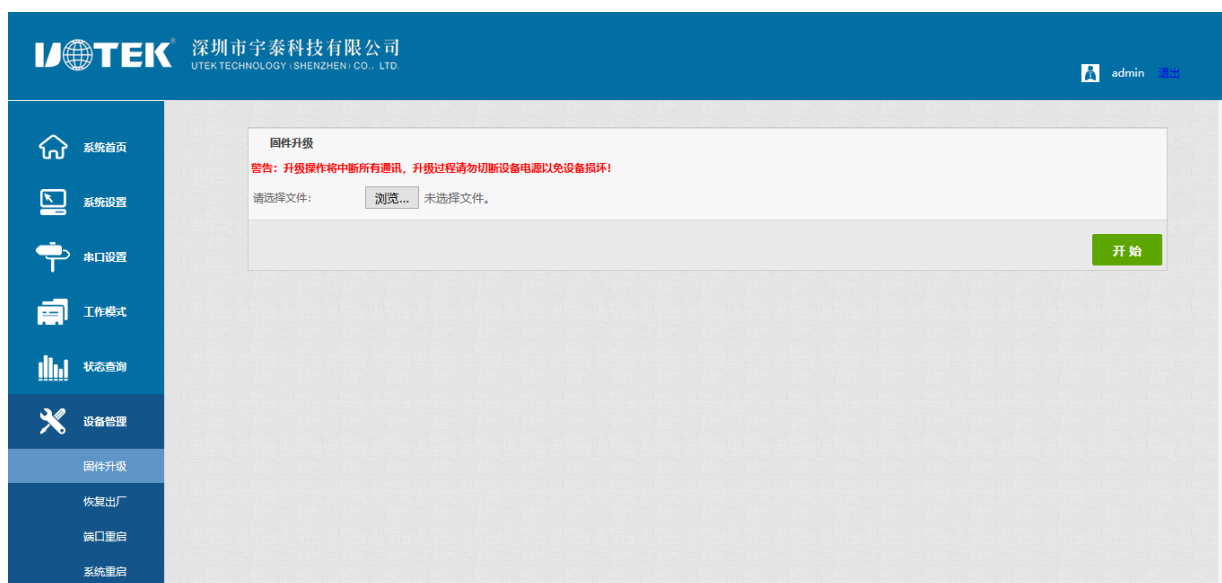 UTEK®
深圳市宇泰科技有限公司
UTEK TECHNOLOGY (SHENZHEN) CO., LTD.
admin 退出
系统首页
系统设置
串口设置
工作模式
状态查询
设备管理
固件升级
恢复出厂
端口重启
系统重启
固件升级
警告：升级操作将中断所有通讯，升级过程请勿切断设备电源以免设备损坏！
请选择文件： 浏览... 未选择文件。
开 始